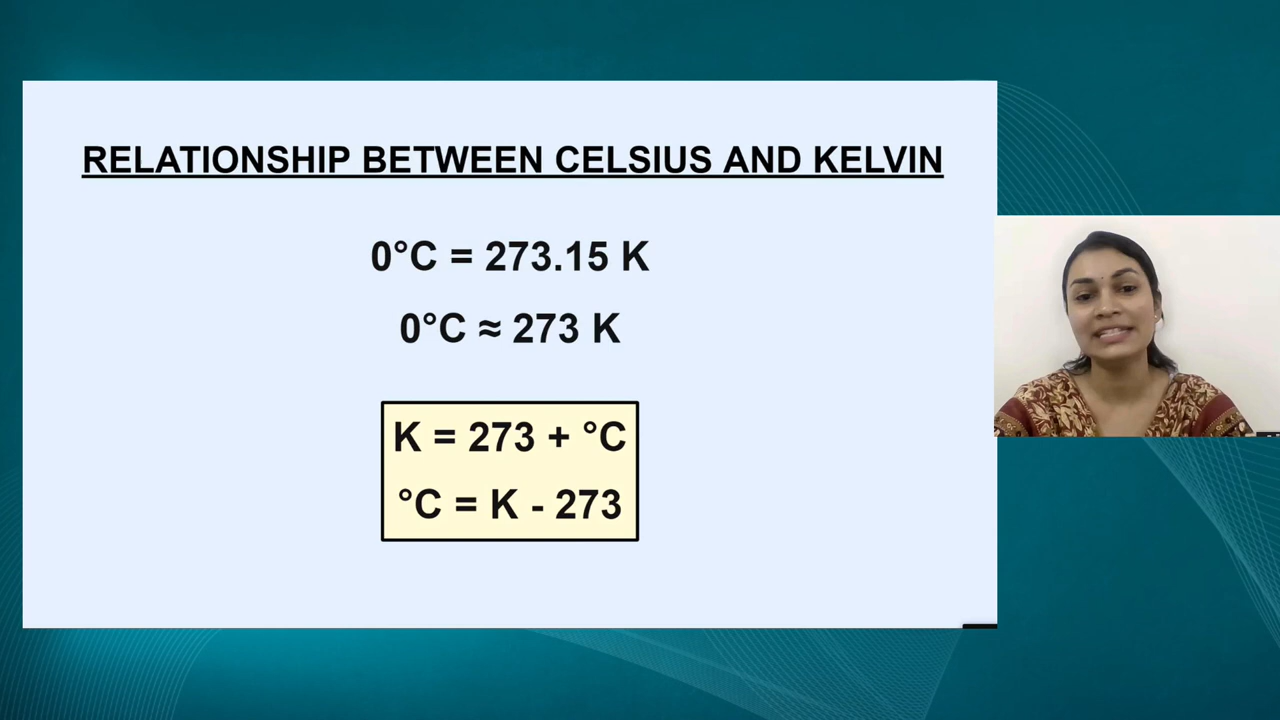 RELATIONSHIP BETWEEN CELSIUS AND KELVIN
0°C = 273.15 K
0°C ≈ 273 K
K = 273 + °C
°C = K - 273